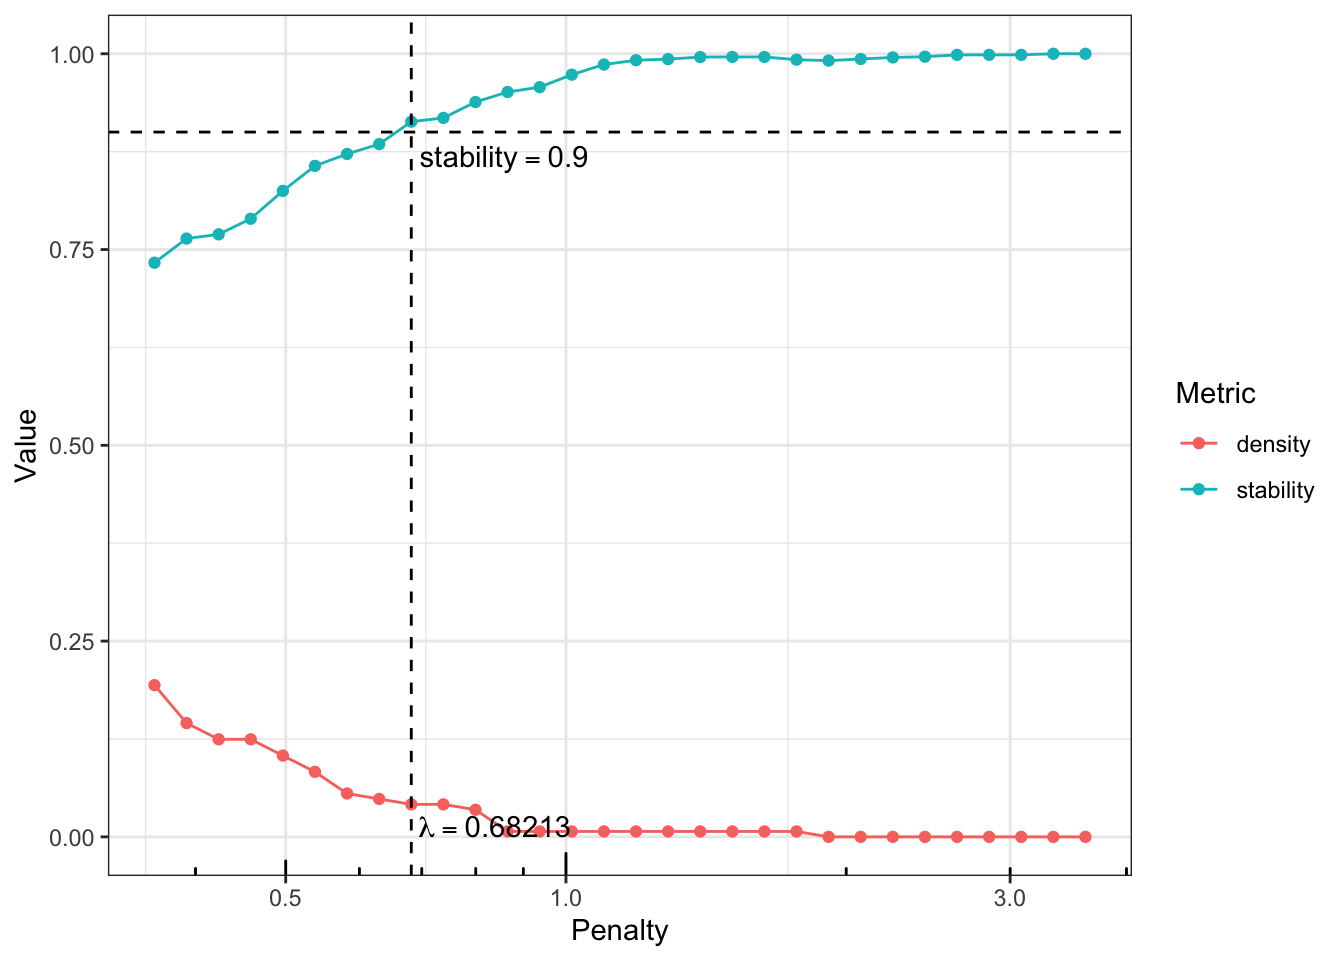 1.00
0.75
0.50
0.25
0.00
Value
stability = 0.9
λ = 0.68213
0.5
1.0
3.0
Penalty
Metric
density
stability